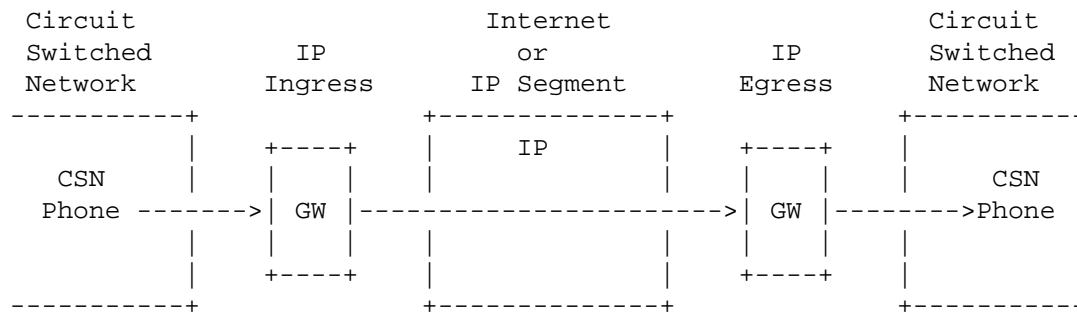 Circuit Internet Circuit
Switched IP or IP Switched
Network Ingress IP Segment Egress Network
IP
CSN CSN
Phone GW GW Phone